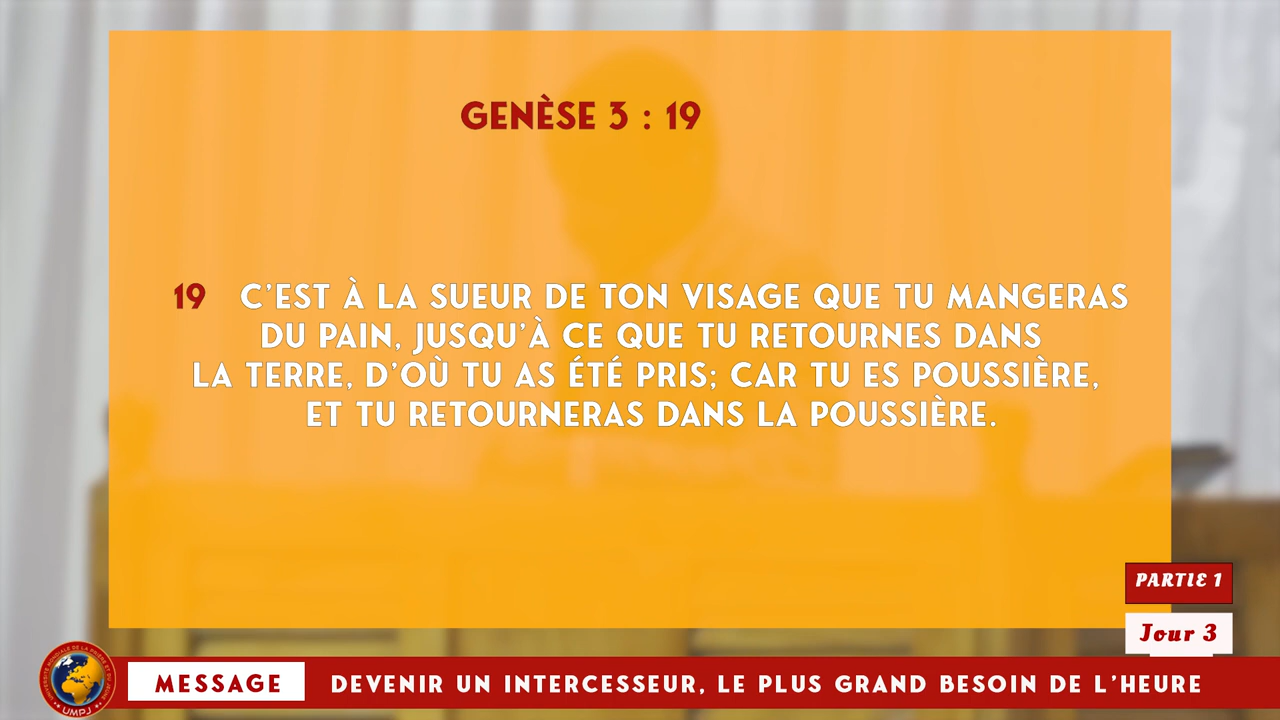 GENÈSE 3 : 19
19 C'EST À LA SUEUR DE TON VISAGE QUE TU MANGERAS
DU PAIN, JUSQU'À CE QUE TU RETOURNES DANS
LA TERRE, D'OÙ TU AS ÉTÉ PRIS; CAR TU ES POUSSIÈRE,
ET TU RETOURNERAS DANS LA POUSSIÈRE.
PARTIE 1
Jour 3
UMPJ
MESSAGE
DEVENIR UN INTERCESSEUR, LE PLUS GRAND BESOIN DE L'HEURE